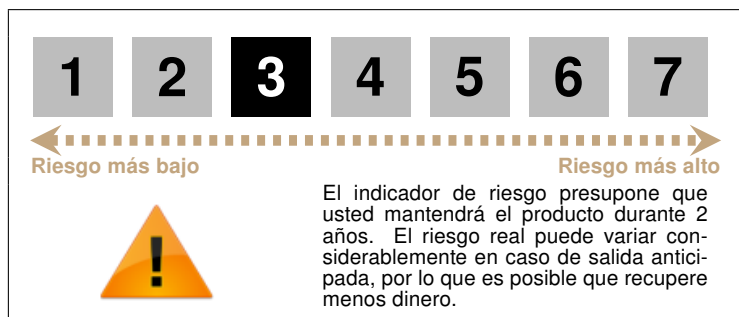 1 2 3 4 5 6 7
Riesgo más bajo Riesgo más alto
El indicador de riesgo presupone que
usted mantendrá el producto durante 2
años. El riesgo real puede variar con-
siderablemente en caso de salida antici-
pada, por lo que es posible que recupere
menos dinero.